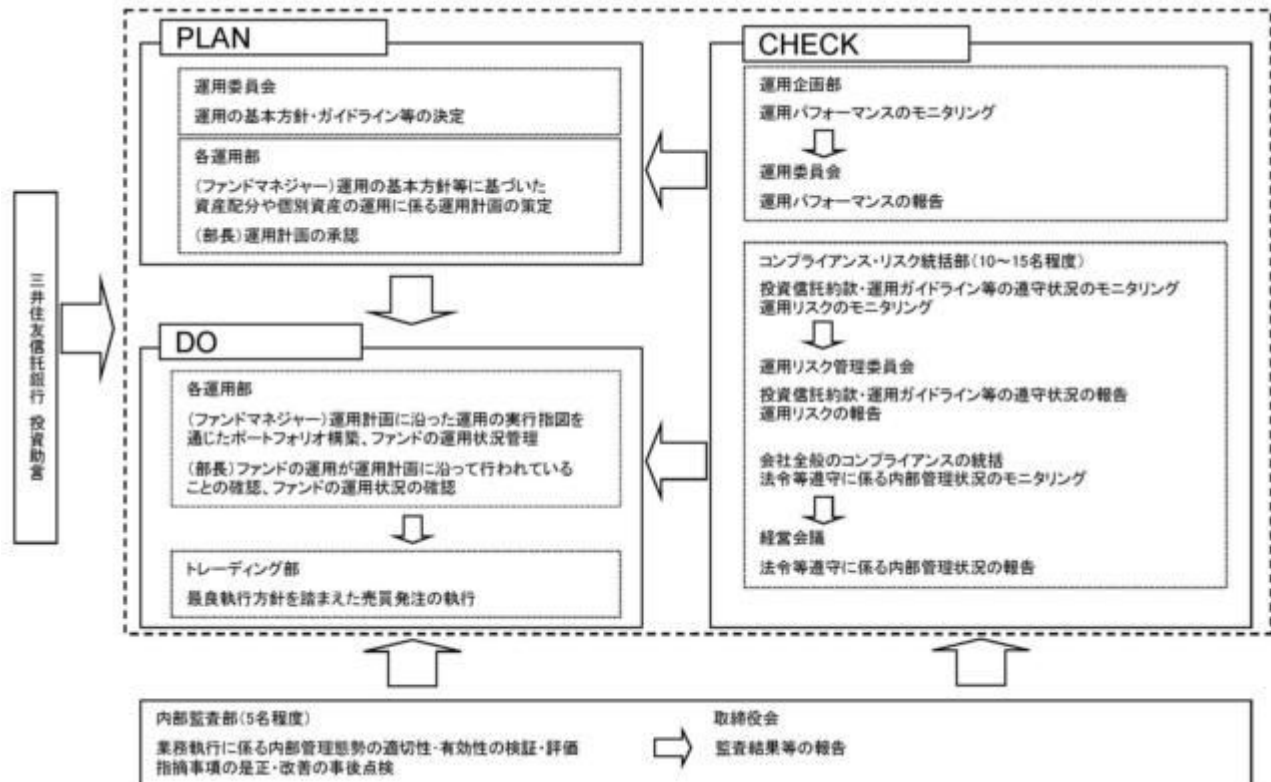 三井住友信託銀行 投資助言
PLAN
運用委員会
運用の基本方針・ガイドライン等の決定
各運用部
(ファンドマネジャー)運用の基本方針等に基づいた
資産配分や個別資産の運用に係る運用計画の策定
(部長)運用計画の承認
DO
各運用部
(ファンドマネジャー)運用計画に沿った運用の実行指図を
通じたポートフォリオ構築、ファンドの運用状況管理
(部長)ファンドの運用が運用計画に沿って行われている
ことの確認、ファンドの運用状況の確認
トレーディング部
最良執行方針を踏まえた売買発注の執行
CHECK
運用企画部
運用パフォーマンスのモニタリング
運用委員会
運用パフォーマンスの報告
コンプライアンス・リスク統括部(10~15名程度)
投資信託約款・運用ガイドライン等の遵守状況のモニタリング
運用リスクのモニタリング
運用リスク管理委員会
投資信託約款・運用ガイドライン等の遵守状況の報告
運用リスクの報告
会社全般のコンプライアンスの統括
法令等遵守に係る内部管理状況のモニタリング
経営会議
法令等遵守に係る内部管理状況の報告
内部監査部(5名程度)
業務執行に係る内部管理態勢の適切性・有効性の検証・評価
指摘事項の是正・改善の事後点検
取締役会
監査結果等の報告